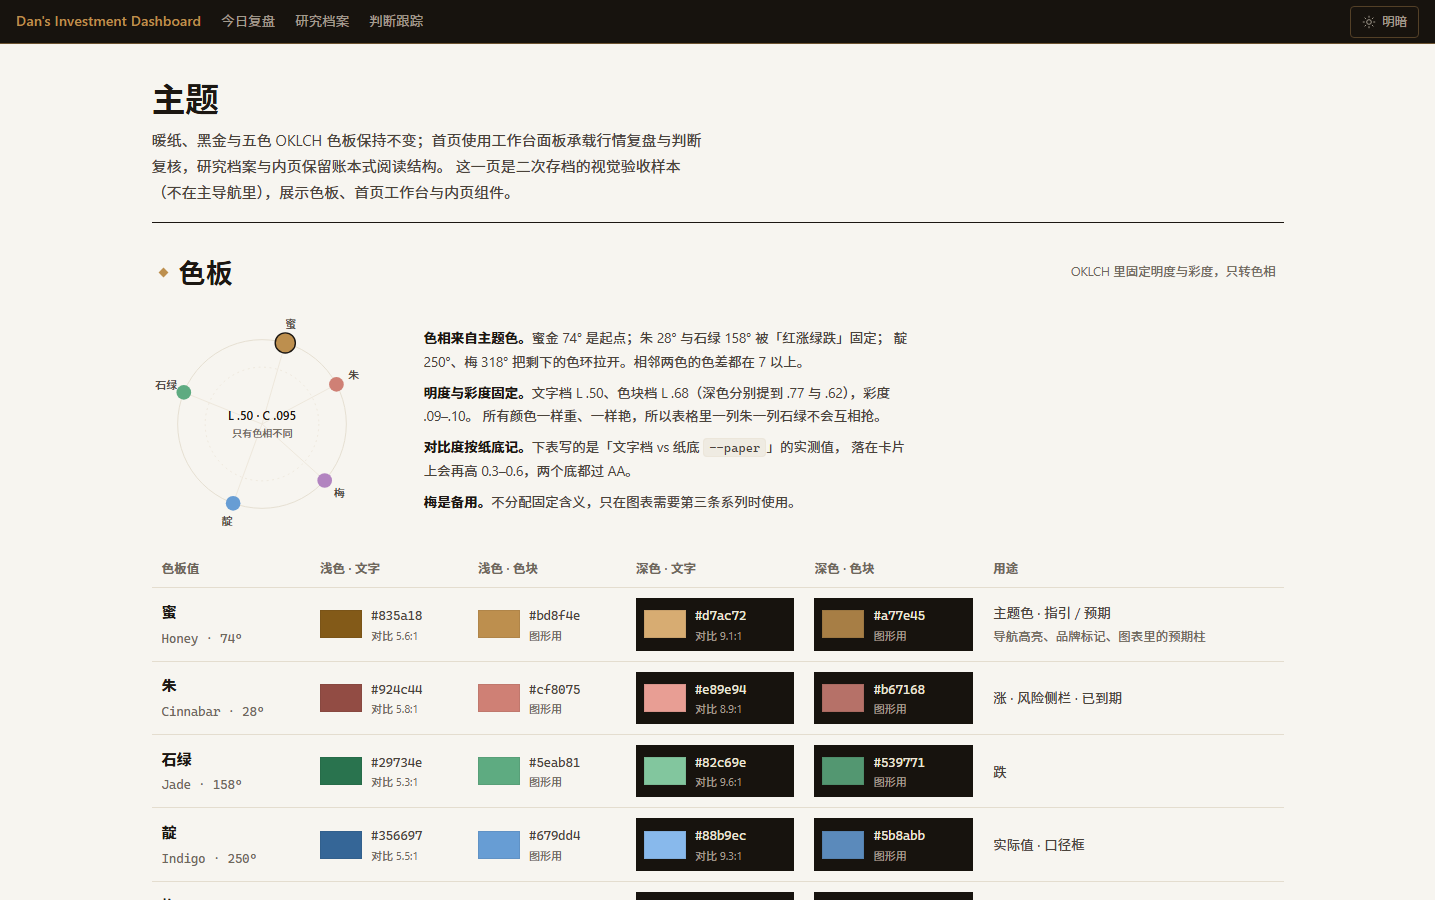 Dan's Investment Dashboard 今日复盘 研究档案 判断跟踪 明暗
主题
暖纸、黑金与五色 OKLCH 色板保持不变；首页使用工作台面板承载行情复盘与判断
复核，研究档案与内页保留账本式阅读结构。 这一页是二次存档的视觉验收样本
（不在主导航里），展示色板、首页工作台与内页组件。
色板
OKLCH 里固定明度与彩度，只转色相
蜜
朱
石绿
L .50 · C .095
只有色相不同
梅
靛
色相来自主题色。蜜金 74° 是起点；朱 28° 与石绿 158° 被「红涨绿跌」固定； 靛
250°、梅 318° 把剩下的色环拉开。相邻两色的色差都在 7 以上。
明度与彩度固定。文字档 L .50、色块档 L .68（深色分别提到 .77 与 .62），彩度
.09–.10。 所有颜色一样重、一样艳，所以表格里一列朱一列石绿不会互相抢。
对比度按纸底记。下表写的是「文字档 vs 纸底 --paper」的实测值， 落在卡片
上会再高 0.3–0.6，两个底都过 AA。
梅是备用。不分配固定含义，只在图表需要第三条系列时使用。
色板值 浅色 · 文字 浅色 · 色块 深色 · 文字 深色 · 色块 用途
蜜 #835a18 #bd8f4e #d7ac72 #a77e45 主题色 · 指引 / 预期
Honey · 74° 对比 5.6:1 图形用 对比 9.1:1 图形用 导航高亮、品牌标记、图表里的预期柱
朱 #924c44 #cf8075 #e89e94 #b67168 涨 · 风险侧栏 · 已到期
Cinnabar · 28° 对比 5.8:1 图形用 对比 8.9:1 图形用
石绿 #29734e #5eab81 #82c69e #539771 跌
Jade · 158° 对比 5.3:1 图形用 对比 9.6:1 图形用
靛 #356697 #679dd4 #88b9ec #5b8abb 实际值 · 口径框
Indigo · 250° 对比 5.5:1 图形用 对比 9.3:1 图形用